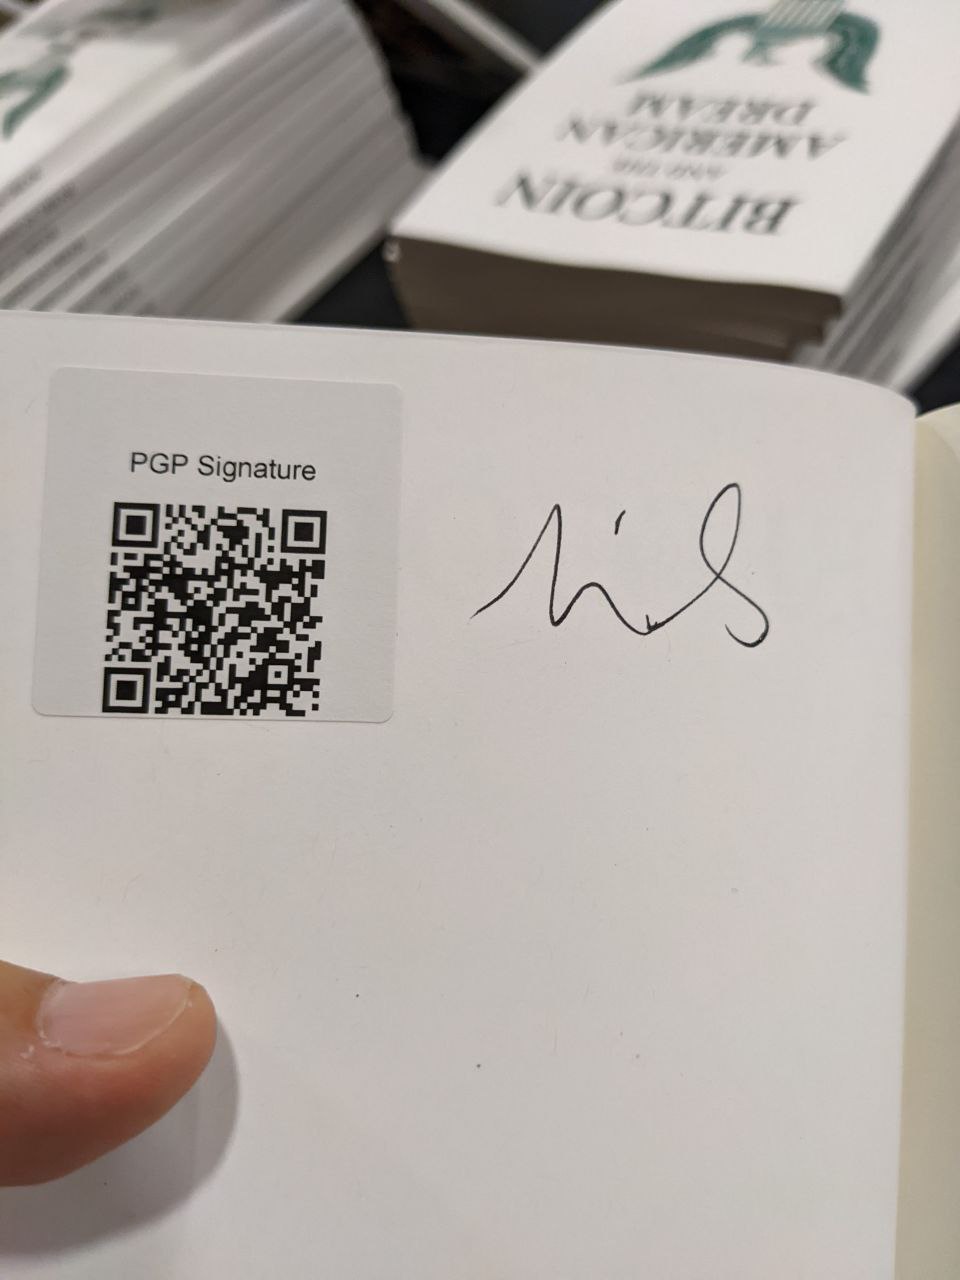 BITCOIN
AND THE
AMERICAN
DREAM
PGP Signature